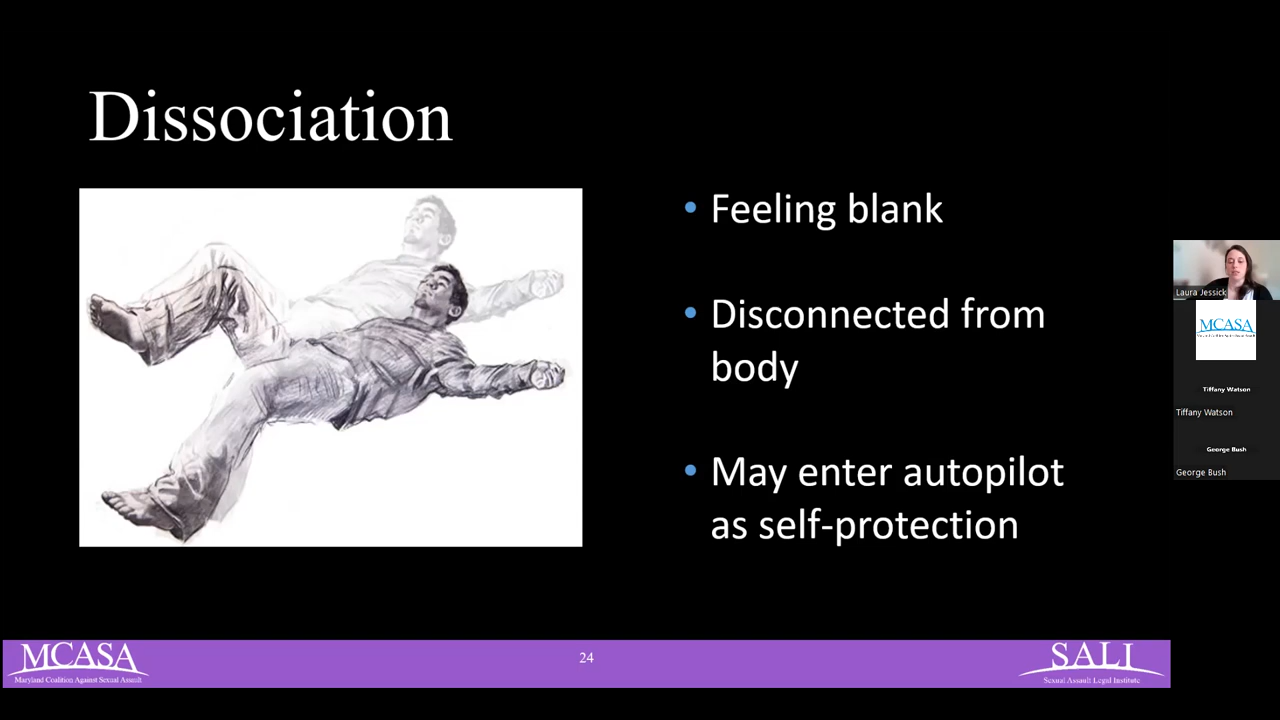 Dissociation
• Feeling blank
• Disconnected from
body
• May enter autopilot
as self-protection
Laura Jessick
MCASA
Tiffany Watson
Tiffany Watson
George Bush
George Bush
MCASA
Maryland Coalition Against Sexual Assault
24
SALI
Sexual Assault Legal Institute